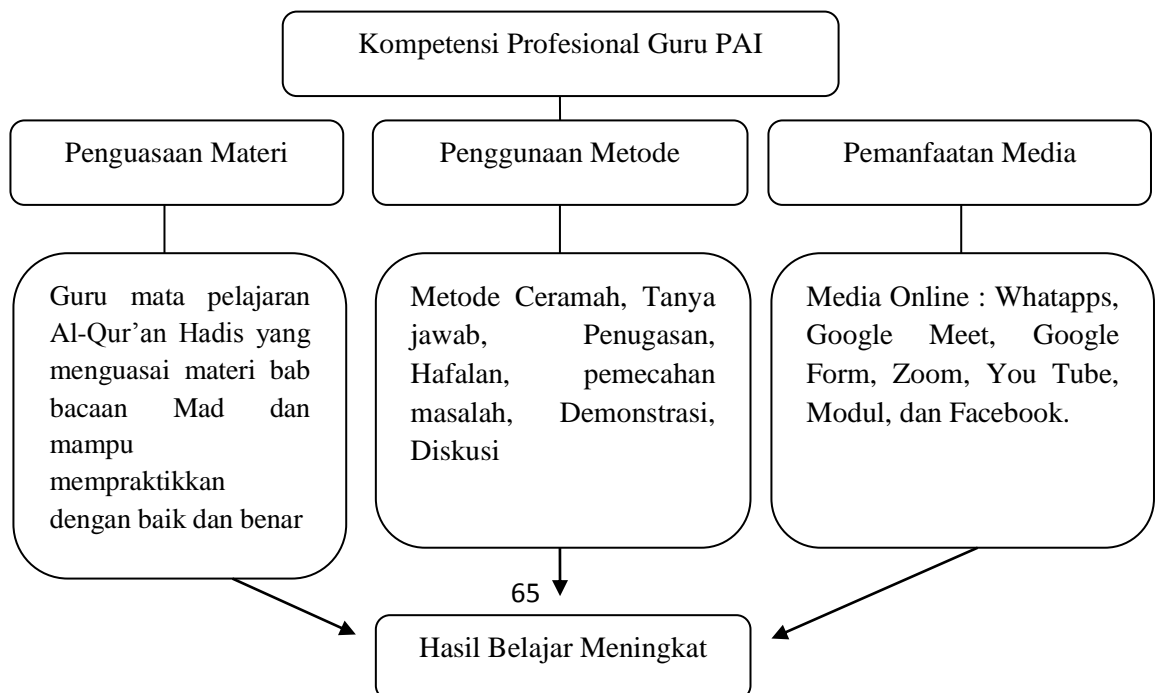 Kompetensi Profesional Guru PAI
Penguasaan Materi
Penggunaan Metode
Pemanfaatan Media
Guru mata pelajaran
Al-Qur’an Hadis yang
menguasai materi bab
bacaan Mad dan
mampu
mempraktikkan
dengan baik dan benar
Metode Ceramah, Tanya
jawab, Penugasan,
Hafalan, pemecahan
masalah, Demonstrasi,
Diskusi
Media Online : Whatapps,
Google Meet, Google
Form, Zoom, You Tube,
Modul, dan Facebook.
65
Hasil Belajar Meningkat